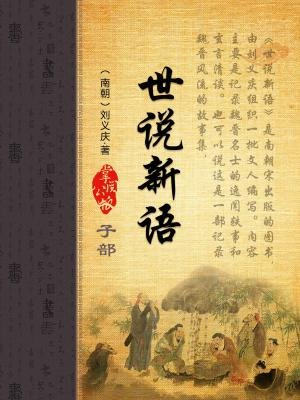 《世说新语》是南朝宋出版的图书，
由刘义庆组织一批文人编写。内容
主要是记录魏晋名士的逸闻轶事和
玄言清谈。也可以说这是一部记录
魏晋风流的故事集，
世说新语
（南朝）刘义庆·著
掌阅
公版
子部